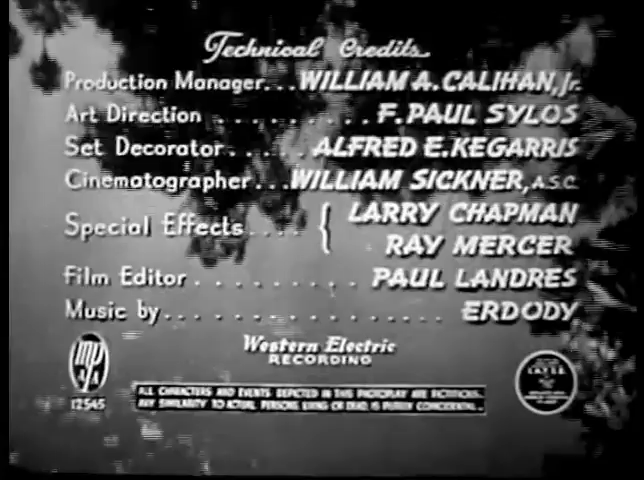 Technical Credits
Production Manager...WILLIAM A. CALIHAN, Jr.
Art Direction .........F. PAUL SYLOS
Set Decorator.....ALFRED E. KEGARRIS
Cinematographer...WILLIAM SICKNER, A.S.C.
Special Effects.... { LARRY CHAPMAN
RAY MERCER
Film Editor .........PAUL LANDRES
Music by.................ERDODY
Western Electric
RECORDING
MP
PA
12545
I.A.T.S.E.
ALL CHARACTERS AND EVENTS DEPICTED IN THIS PHOTOPLAY ARE FICTITIOUS.
ANY SIMILARITY TO ACTUAL PERSONS LIVING OR DEAD, IS PURELY COINCIDENTAL.